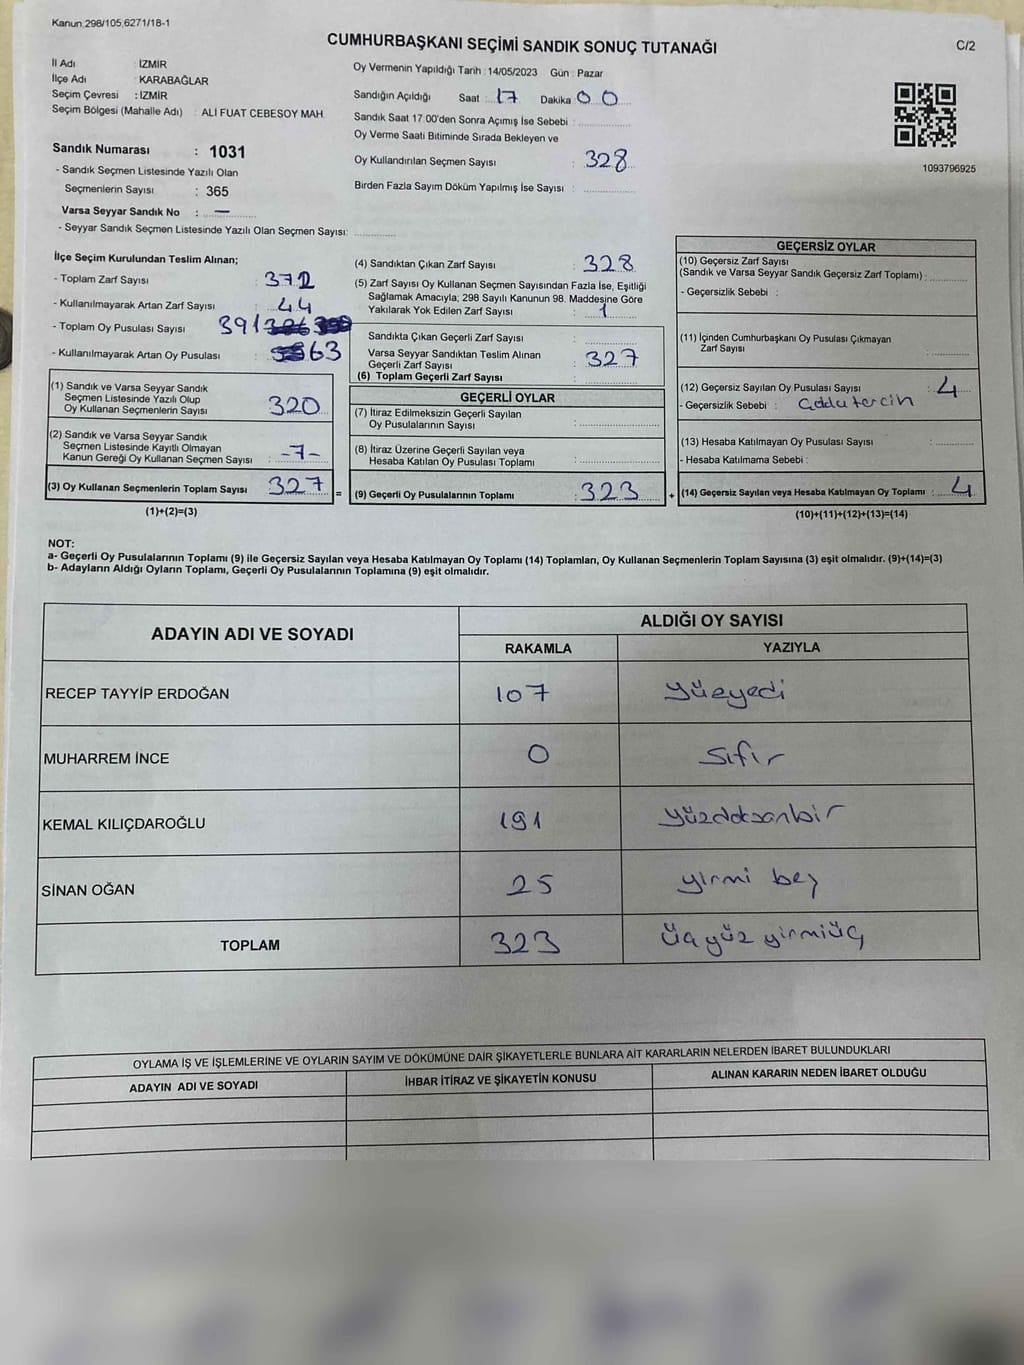 Kanun:298/105,6271/18-1
CUMHURBAŞKANI SEÇİMİ SANDIK SONUÇ TUTANAĞI
C/2
İl Adı : İZMİR
İlçe Adı : KARABAĞLAR
Seçim Çevresi : İZMİR
Seçim Bölgesi (Mahalle Adı) : ALİ FUAT CEBESOY MAH.
Sandık Numarası : 1031
- Sandık Seçmen Listesinde Yazılı Olan
Seçmenlerin Sayısı : 365
Varsa Seyyar Sandık No : —
- Seyyar Sandık Seçmen Listesinde Yazılı Olan Seçmen Sayısı:
Oy Vermenin Yapıldığı Tarih : 14/05/2023 Gün : Pazar
Sandığın Açıldığı Saat : 17 Dakika 00
Sandık Saat 17.00'den Sonra Açımış İse Sebebi :
Oy Verme Saati Bitiminde Sırada Bekleyen ve
Oy Kullandırılan Seçmen Sayısı : 328
Birden Fazla Sayım Döküm Yapılmış İse Sayısı :
1093796925
İlçe Seçim Kurulundan Teslim Alınan;
- Toplam Zarf Sayısı : 372
- Kullanılmayarak Artan Zarf Sayısı : 44
- Toplam Oy Pusulası Sayısı 391
- Kullanılmayarak Artan Oy Pusulası : 63
(1) Sandık ve Varsa Seyyar Sandık
Seçmen Listesinde Yazılı Olup
Oy Kullanan Seçmenlerin Sayısı : 320
(2) Sandık ve Varsa Seyyar Sandık
Seçmen Listesinde Kayıtlı Olmayan
Kanun Gereği Oy Kullanan Seçmen Sayısı : -7-
(3) Oy Kullanan Seçmenlerin Toplam Sayısı : 327
(1)+(2)=(3)
=
(4) Sandıktan Çıkan Zarf Sayısı : 328
(5) Zarf Sayısı Oy Kullanan Seçmen Sayısından Fazla İse, Eşitliği
Sağlamak Amacıyla; 298 Sayılı Kanunun 98. Maddesine Göre
Yakılarak Yok Edilen Zarf Sayısı : 1
Sandıkta Çıkan Geçerli Zarf Sayısı :
Varsa Seyyar Sandıktan Teslim Alınan
Geçerli Zarf Sayısı : 327
(6) Toplam Geçerli Zarf Sayısı :
GEÇERLİ OYLAR
(7) İtiraz Edilmeksizin Geçerli Sayılan
Oy Pusulalarının Sayısı :
(8) İtiraz Üzerine Geçerli Sayılan veya
Hesaba Katılan Oy Pusulası Toplamı :
(9) Geçerli Oy Pusulalarının Toplamı : 323
+
GEÇERSİZ OYLAR
(10) Geçersiz Zarf Sayısı
(Sandık ve Varsa Seyyar Sandık Geçersiz Zarf Toplamı) :
- Geçersizlik Sebebi :
(11) İçinden Cumhurbaşkanı Oy Pusulası Çıkmayan
Zarf Sayısı :
(12) Geçersiz Sayılan Oy Pusulası Sayısı : 4
- Geçersizlik Sebebi :
(13) Hesaba Katılmayan Oy Pusulası Sayısı :
- Hesaba Katılmama Sebebi :
(14) Geçersiz Sayılan veya Hesaba Katılmayan Oy Toplamı : 4
(10)+(11)+(12)+(13)=(14)
NOT:
a- Geçerli Oy Pusulalarının Toplamı (9) ile Geçersiz Sayılan veya Hesaba Katılmayan Oy Toplamı (14) Toplamları, Oy Kullanan Seçmenlerin Toplam Sayısına (3) eşit olmalıdır. (9)+(14)=(3)
b- Adayların Aldığı Oyların Toplamı, Geçerli Oy Pusulalarının Toplamına (9) eşit olmalıdır.
ADAYIN ADI VE SOYADI
ALDIĞI OY SAYISI
RAKAMLA YAZIYLA
RECEP TAYYİP ERDOĞAN 107 yüzyedi
MUHARREM İNCE 0 sıfır
KEMAL KILIÇDAROĞLU 191 yüzdoksanbir
SİNAN OĞAN 25 yirmi beş
TOPLAM 323 üçyüz yirmiüç
OYLAMA İŞ VE İŞLEMLERİNE VE OYLARIN SAYIM VE DÖKÜMÜNE DAİR ŞİKAYETLERLE BUNLARA AİT KARARLARIN NELERDEN İBARET BULUNDUKLARI
ADAYIN ADI VE SOYADI İHBAR İTİRAZ VE ŞİKAYETİN KONUSU ALINAN KARARIN NEDEN İBARET OLDUĞU